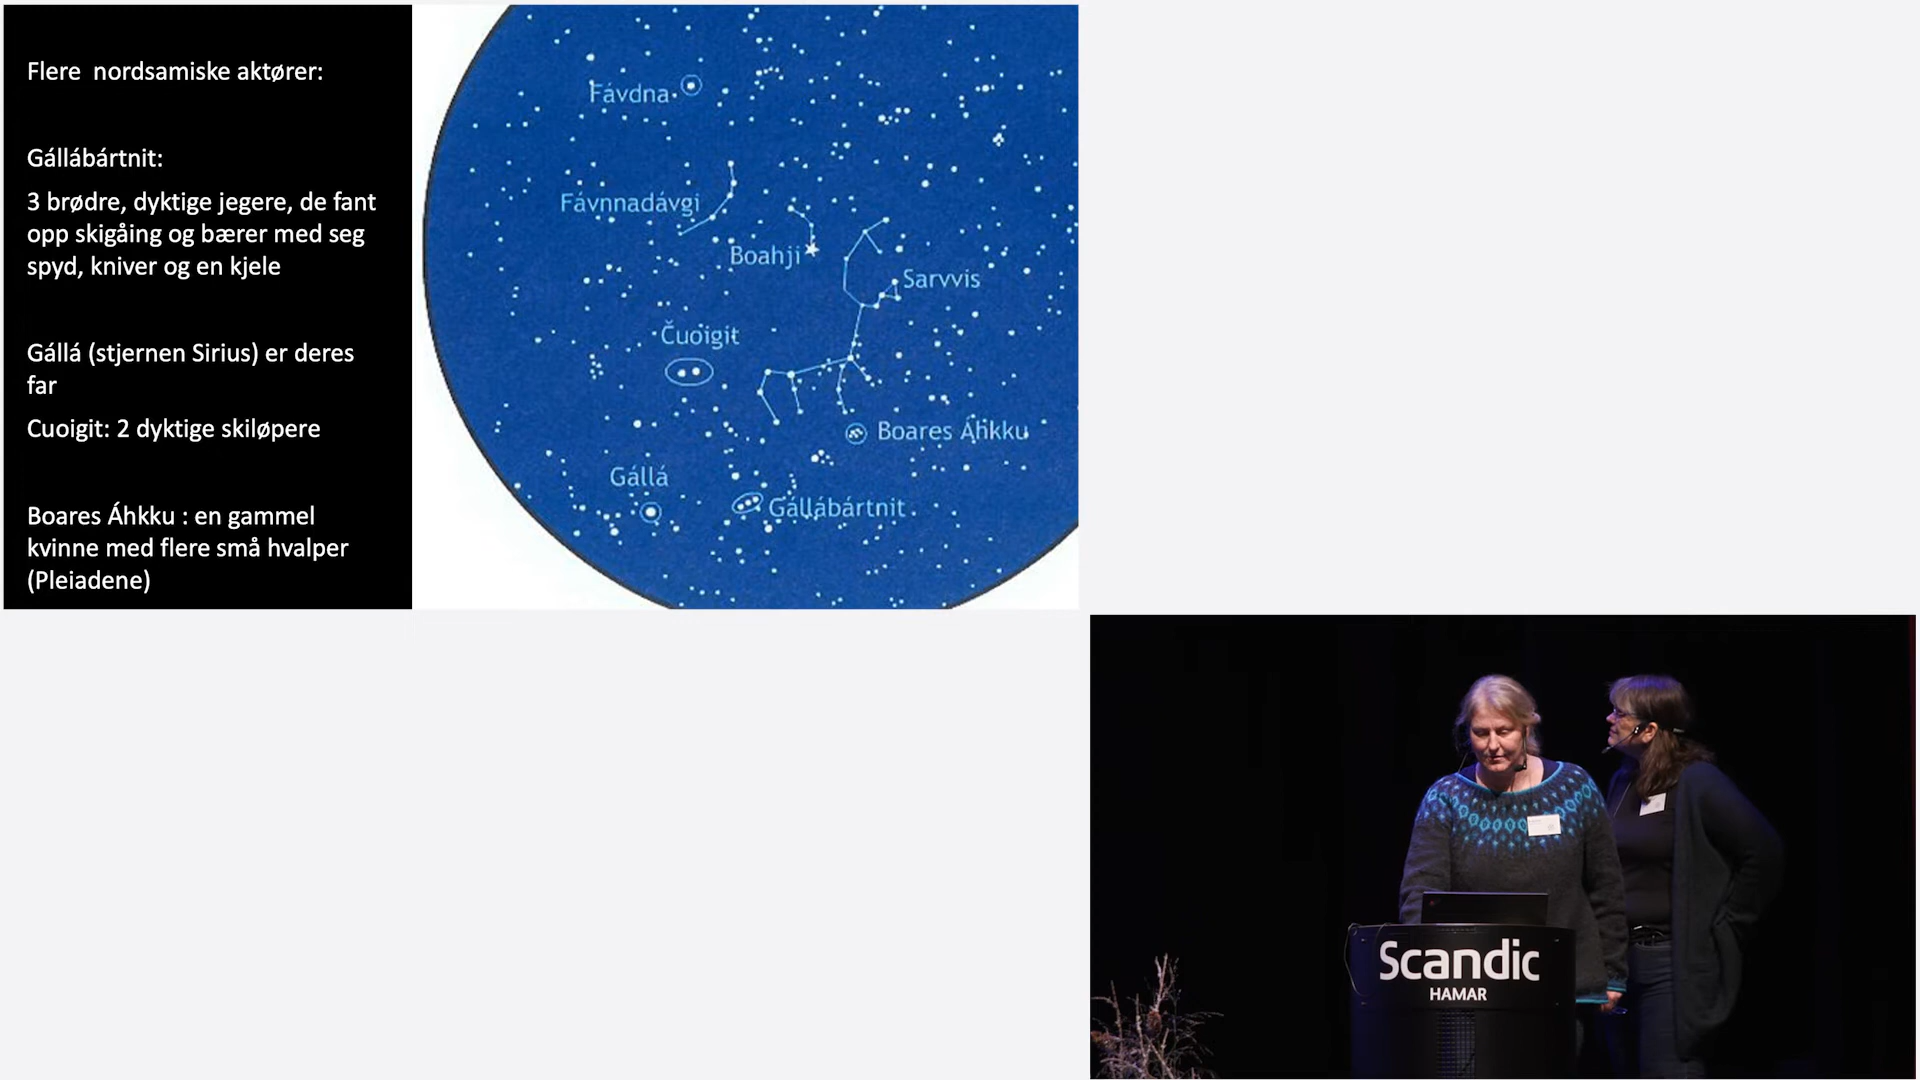 Flere  nordsamiske aktører:
Gállábártnit:
3 brødre, dyktige jegere, de fant
opp skigåing og bærer med seg
spyd, kniver og en kjele
Gállá (stjernen Sirius) er deres
far
Cuoigit: 2 dyktige skiløpere
Boares Áhkku : en gammel
kvinne med flere små hvalper
(Pleiadene)
Fávdna
Fávnnadávgi
Boahji
Sarvvis
Čuoigit
Boares Áhkku
Gállá
Gállábártnit
Scandic
HAMAR